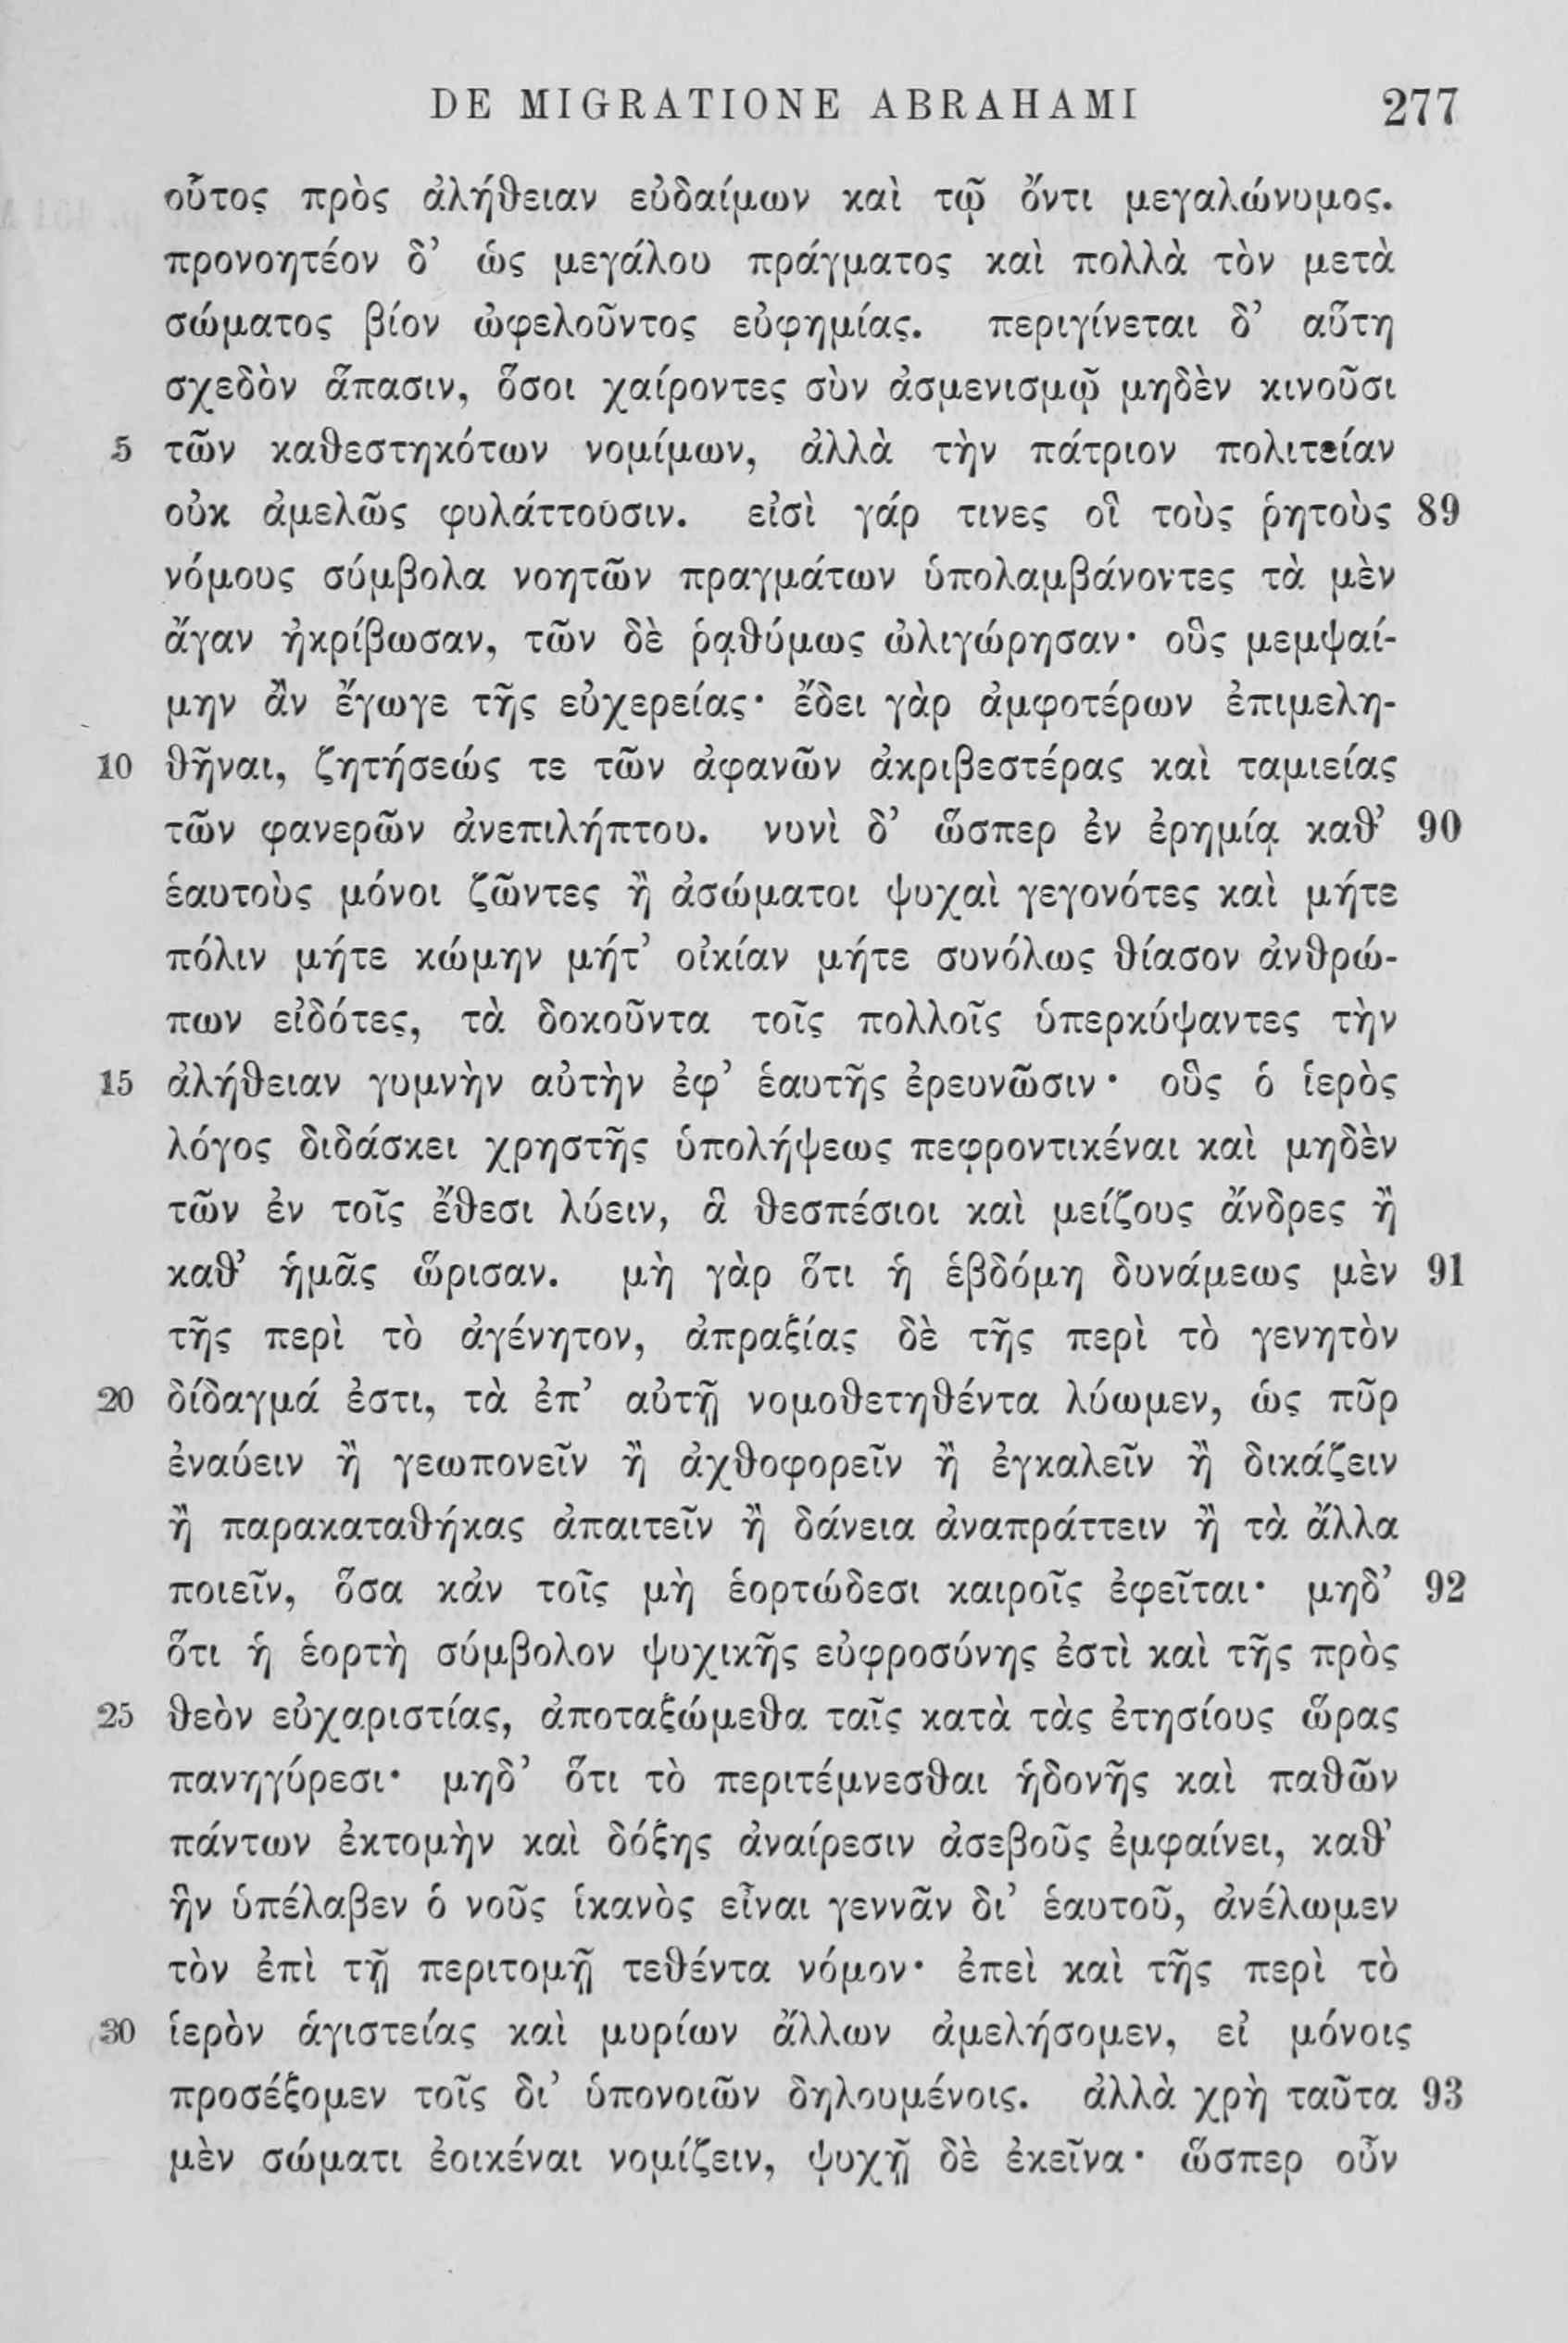 DE MIGRATIONE ABRAHAMI 277
οὗτος πρὸς ἀλήθειαν εὐδαίμων καὶ τῷ ὄντι μεγαλώνυμος.
προνοητέον δ’ ὡς μεγάλου πράγματος καὶ πολλὰ τὸν μετὰ
σώματος βίον ὠφελοῦντος εὐφημίας. περιγίνεται δ’ αὕτη
σχεδὸν ἅπασιν, ὅσοι χαίροντες σὺν ἀσμενισμῷ μηδὲν κινοῦσι
5 τῶν καθεστηκότων νομίμων, ἀλλὰ τὴν πάτριον πολιτείαν
οὐκ ἀμελῶς φυλάττουσιν. εἰσὶ γάρ τινες οἳ τοὺς ῥητοὺς 89
νόμους σύμβολα νοητῶν πραγμάτων ὑπολαμβάνοντες τὰ μὲν
ἄγαν ἠκρίβωσαν, τῶν δὲ ῥᾳθύμως ὠλιγώρησαν· οὓς μεμψαί-
μην ἂν ἔγωγε τῆς εὐχερείας· ἔδει γὰρ ἀμφοτέρων ἐπιμελη-
10 θῆναι, ζητήσεώς τε τῶν ἀφανῶν ἀκριβεστέρας καὶ ταμιείας
τῶν φανερῶν ἀνεπιλήπτου. νυνὶ δ’ ὥσπερ ἐν ἐρημίᾳ καθ’ 90
ἑαυτοὺς μόνοι ζῶντες ἢ ἀσώματοι ψυχαὶ γεγονότες καὶ μήτε
πόλιν μήτε κώμην μήτ’ οἰκίαν μήτε συνόλως θίασον ἀνθρώ-
πων εἰδότες, τὰ δοκοῦντα τοῖς πολλοῖς ὑπερκύψαντες τὴν
15 ἀλήθειαν γυμνὴν αὐτὴν ἐφ’ ἑαυτῆς ἐρευνῶσιν· οὓς ὁ ἱερὸς
λόγος διδάσκει χρηστῆς ὑπολήψεως πεφροντικέναι καὶ μηδὲν
τῶν ἐν τοῖς ἔθεσι λύειν, ἃ θεσπέσιοι καὶ μείζους ἄνδρες ἢ
καθ’ ἡμᾶς ὥρισαν. μὴ γὰρ ὅτι ἡ ἑβδόμη δυνάμεως μὲν 91
τῆς περὶ τὸ ἀγένητον, ἀπραξίας δὲ τῆς περὶ τὸ γενητὸν
20 δίδαγμά ἐστι, τὰ ἐπ’ αὐτῇ νομοθετηθέντα λύωμεν, ὡς πῦρ
ἐναύειν ἢ γεωπονεῖν ἢ ἀχθοφορεῖν ἢ ἐγκαλεῖν ἢ δικάζειν
ἢ παρακαταθήκας ἀπαιτεῖν ἢ δάνεια ἀναπράττειν ἢ τὰ ἄλλα
ποιεῖν, ὅσα κἀν τοῖς μὴ ἑορτώδεσι καιροῖς ἐφεῖται· μηδ’ 92
ὅτι ἡ ἑορτὴ σύμβολον ψυχικῆς εὐφροσύνης ἐστὶ καὶ τῆς πρὸς
25 θεὸν εὐχαριστίας, ἀποταξώμεθα ταῖς κατὰ τὰς ἐτησίους ὥρας
πανηγύρεσι· μηδ’ ὅτι τὸ περιτέμνεσθαι ἡδονῆς καὶ παθῶν
πάντων ἐκτομὴν καὶ δόξης ἀναίρεσιν ἀσεβοῦς ἐμφαίνει, καθ’
ἣν ὑπέλαβεν ὁ νοῦς ἱκανὸς εἶναι γεννᾶν δι’ ἑαυτοῦ, ἀνέλωμεν
τὸν ἐπὶ τῇ περιτομῇ τεθέντα νόμον· ἐπεὶ καὶ τῆς περὶ τὸ
30 ἱερὸν ἁγιστείας καὶ μυρίων ἄλλων ἀμελήσομεν, εἰ μόνοις
προσέξομεν τοῖς δι’ ὑπονοιῶν δηλουμένοις. ἀλλὰ χρὴ ταῦτα 93
μὲν σώματι ἐοικέναι νομίζειν, ψυχῇ δὲ ἐκεῖνα· ὥσπερ οὖν